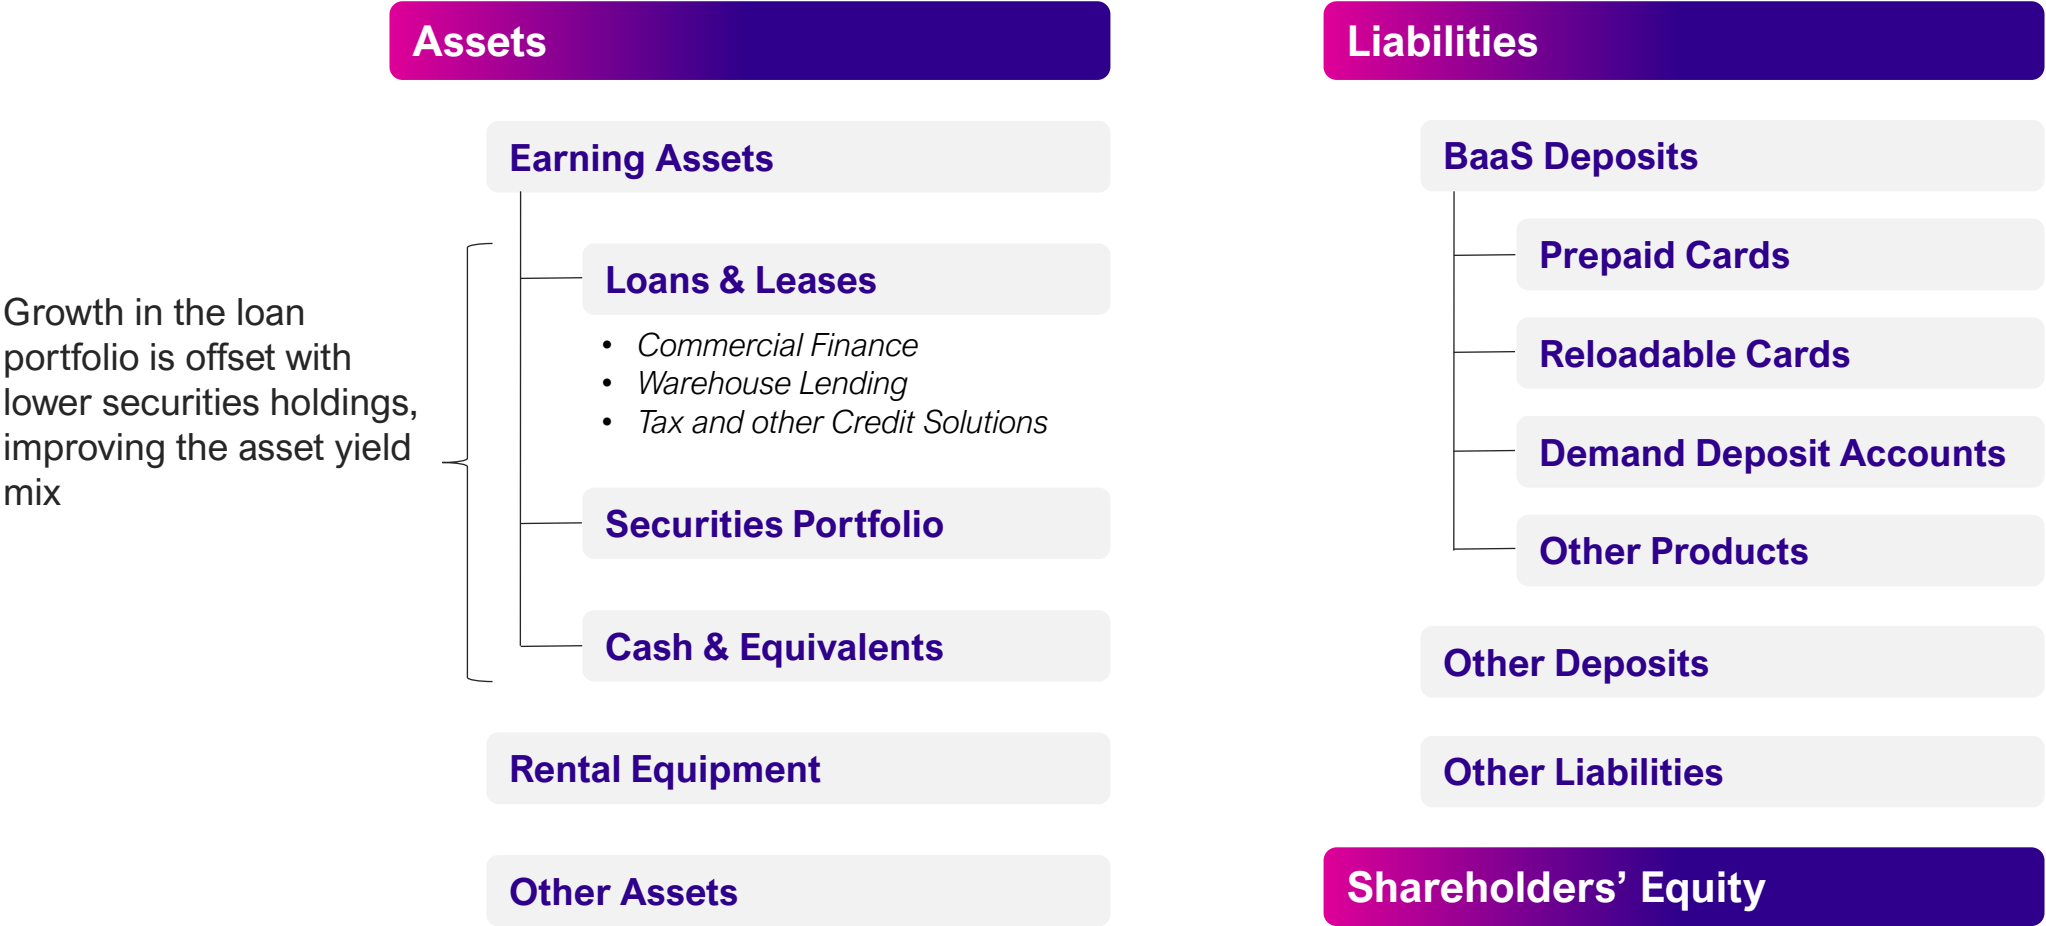 Assets
Earning Assets
Growth in the loan
portfolio is offset with
lower securities holdings,
improving the asset yield
mix
Loans & Leases
• Commercial Finance
• Warehouse Lending
• Tax and other Credit Solutions
Securities Portfolio
Cash & Equivalents
Rental Equipment
Other Assets
Liabilities
BaaS Deposits
Prepaid Cards
Reloadable Cards
Demand Deposit Accounts
Other Products
Other Deposits
Other Liabilities
Shareholders’ Equity